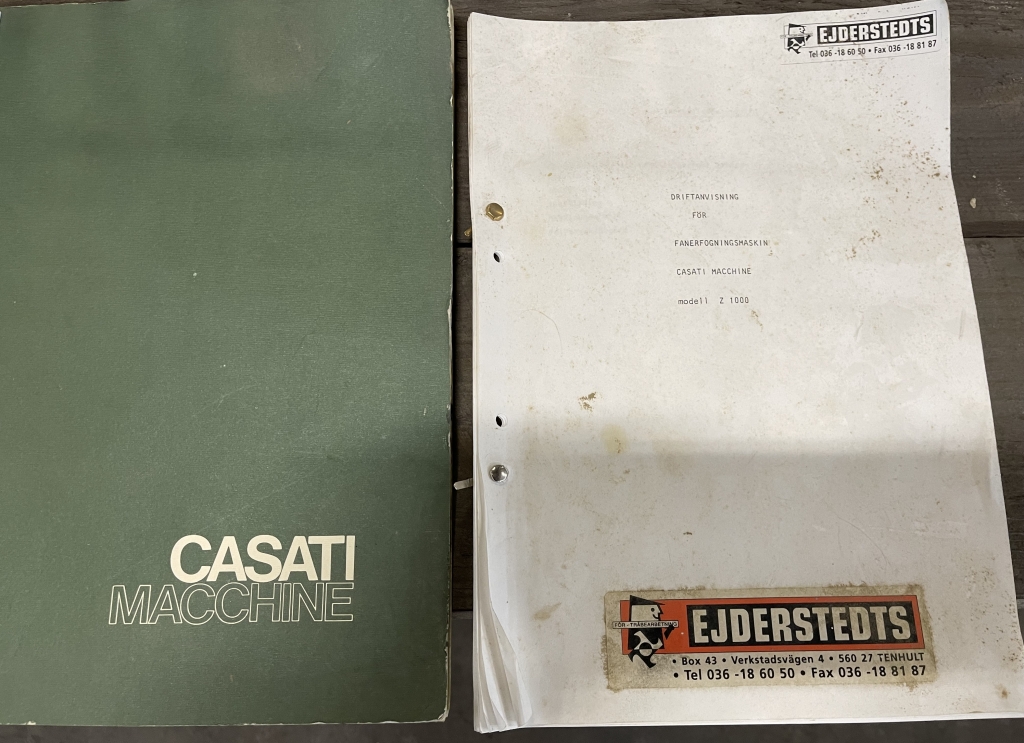 CASATI
MACCHINE
EJDERSTEDTS
Tel 036 -18 60 50 • Fax 036 -18 81 87
DRIFTANVISNING
FÖR
FANERFOGNINGSMASKIN
CASATI MACCHINE
modell Z 1000
FÖR - TRÄBEARBETNING
EJDERSTEDTS
• Box 43 • Verkstadsvägen 4 • 560 27 TENHULT
• Tel 036 -18 60 50 • Fax 036 -18 81 87